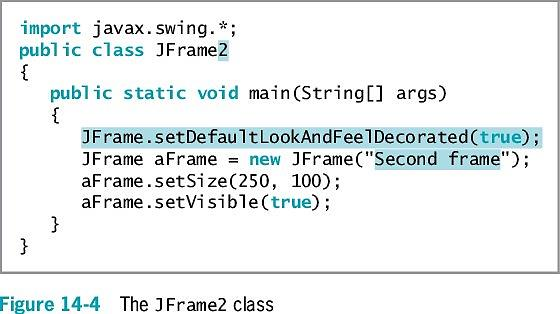 import javax.swing.*;
public class JFrame2
{
   public static void main(String[] args)
   {
      JFrame.setDefaultLookAndFeelDecorated(true);
      JFrame aFrame = new JFrame("Second frame");
      aFrame.setSize(250, 100);
      aFrame.setVisible(true);
   }
}
Figure 14-4 The JFrame2 class